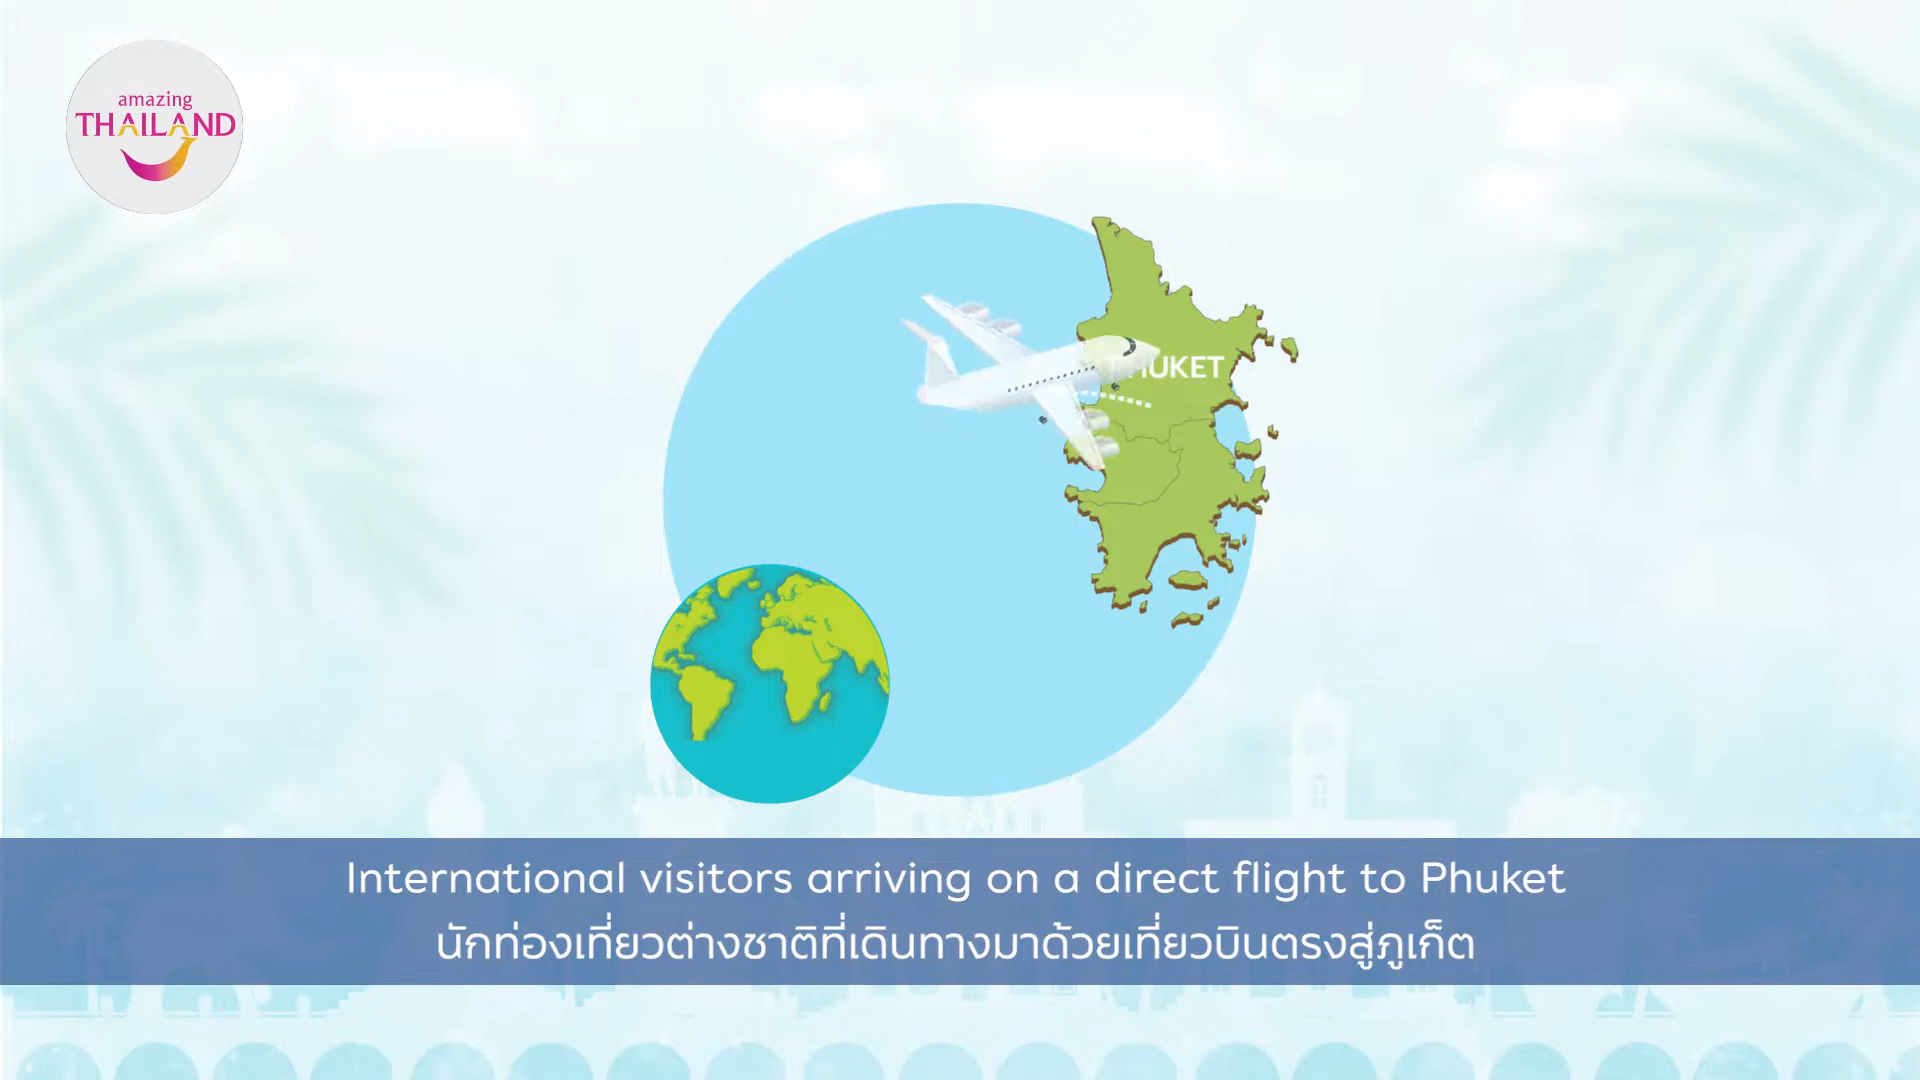 amazing
THAILAND
PHUKET
International visitors arriving on a direct flight to Phuket
นักท่องเที่ยวต่างชาติที่เดินทางมาด้วยเที่ยวบินตรงสู่ภูเก็ต